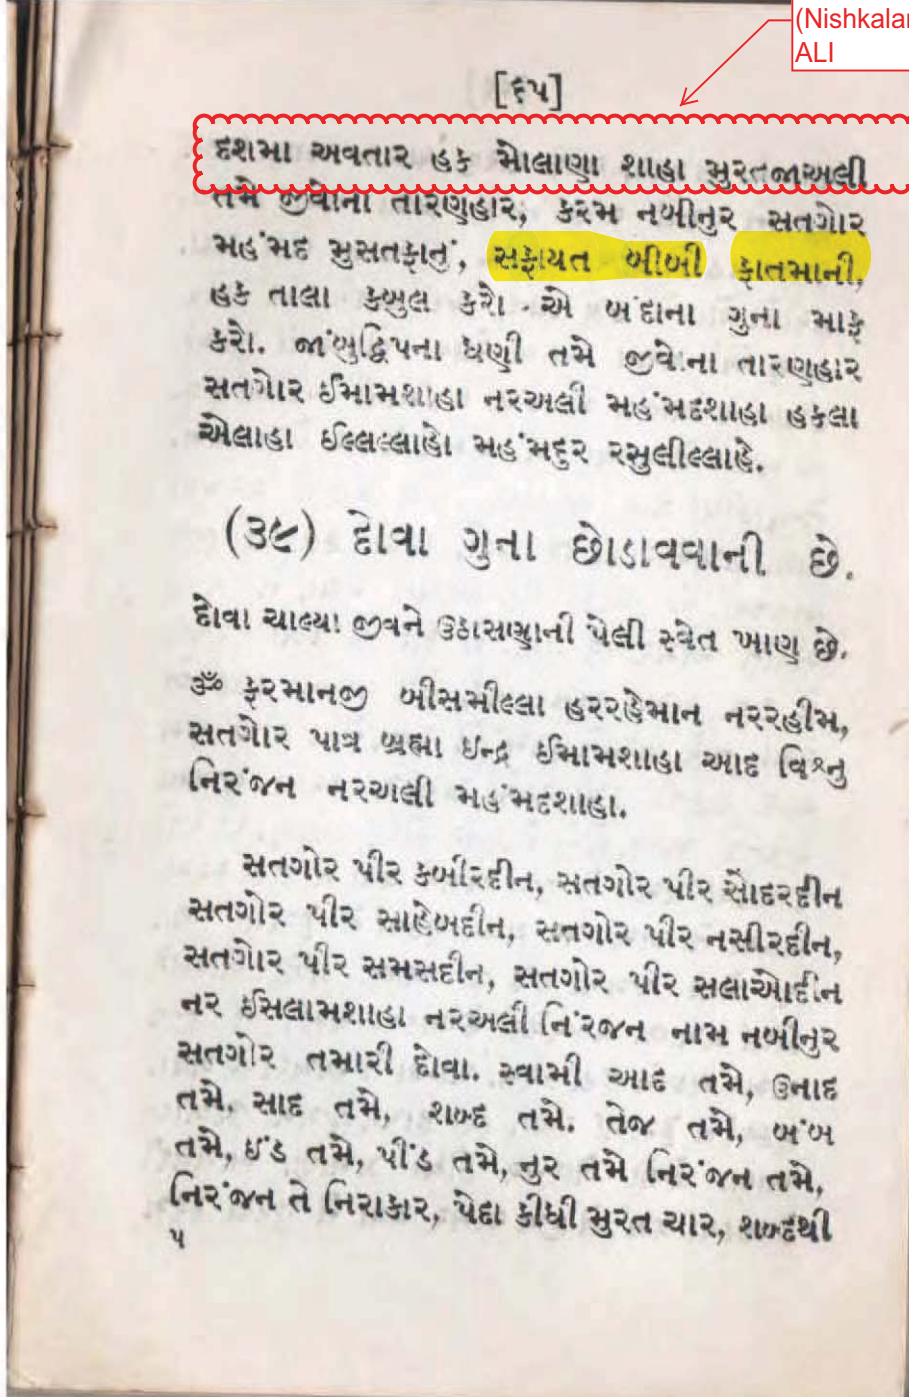 (Nishkalan
ALI
[૬૫]
દશમા અવતાર હક મોલાણા શાહા મુરતજાઅલી
તમે જીવોના તારણહાર, કરમ નબીનુર સતગોર
મહંમદ મુસતફાનું, સફાયત બીબી ફાતમાની,
હક તાલા કબુલ કરો. એ બંદાના ગુના માફ
કરો. જાંબુદ્વિપના ધણી તમે જીવોના તારણહાર
સતગોર ઈમામશાહા નરઅલી મહંમદશાહા હકલા
એલાહા ઈલ્લલ્લાહો મહંમદુર રસુલીલ્લાહે.
(૩૯) દોવા ગુના છોડાવવાની છે.
દોવા ચાલ્યા જીવને ઉઠાસણાની પેલી સ્વેત ખાણ છે.
ૐ ફરમાનજી બીસમીલ્લા હરરહેમાન નરરહીમ,
સતગોર પાત્ર બ્રહ્મા ઇન્દ્ર ઈમામશાહા આદ વિશ્નુ
નિરંજન નરઅલી મહંમદશાહા.
સતગોર પીર કબીરદીન, સતગોર પીર સોદરદીન
સતગોર પીર સાહેબદીન, સતગોર પીર નસીરદીન,
સતગોર પીર સમસદીન, સતગોર પીર સલાઓદીન
નર ઈસલામશાહા નરઅલી નિંરજન નામ નબીનુર
સતગોર તમારી દોવા. સ્વામી આદ તમે, ઉનાદ
તમે. સાદ તમે, શબ્દ તમે. તેજ તમે, બંબ
તમે, ઇંડ તમે, પીંડ તમે, નુર તમે નિરંજન તમે,
નિરંજન તે નિરાકાર, પેદા કીધી મુરત ચાર, શબ્દથી
૫